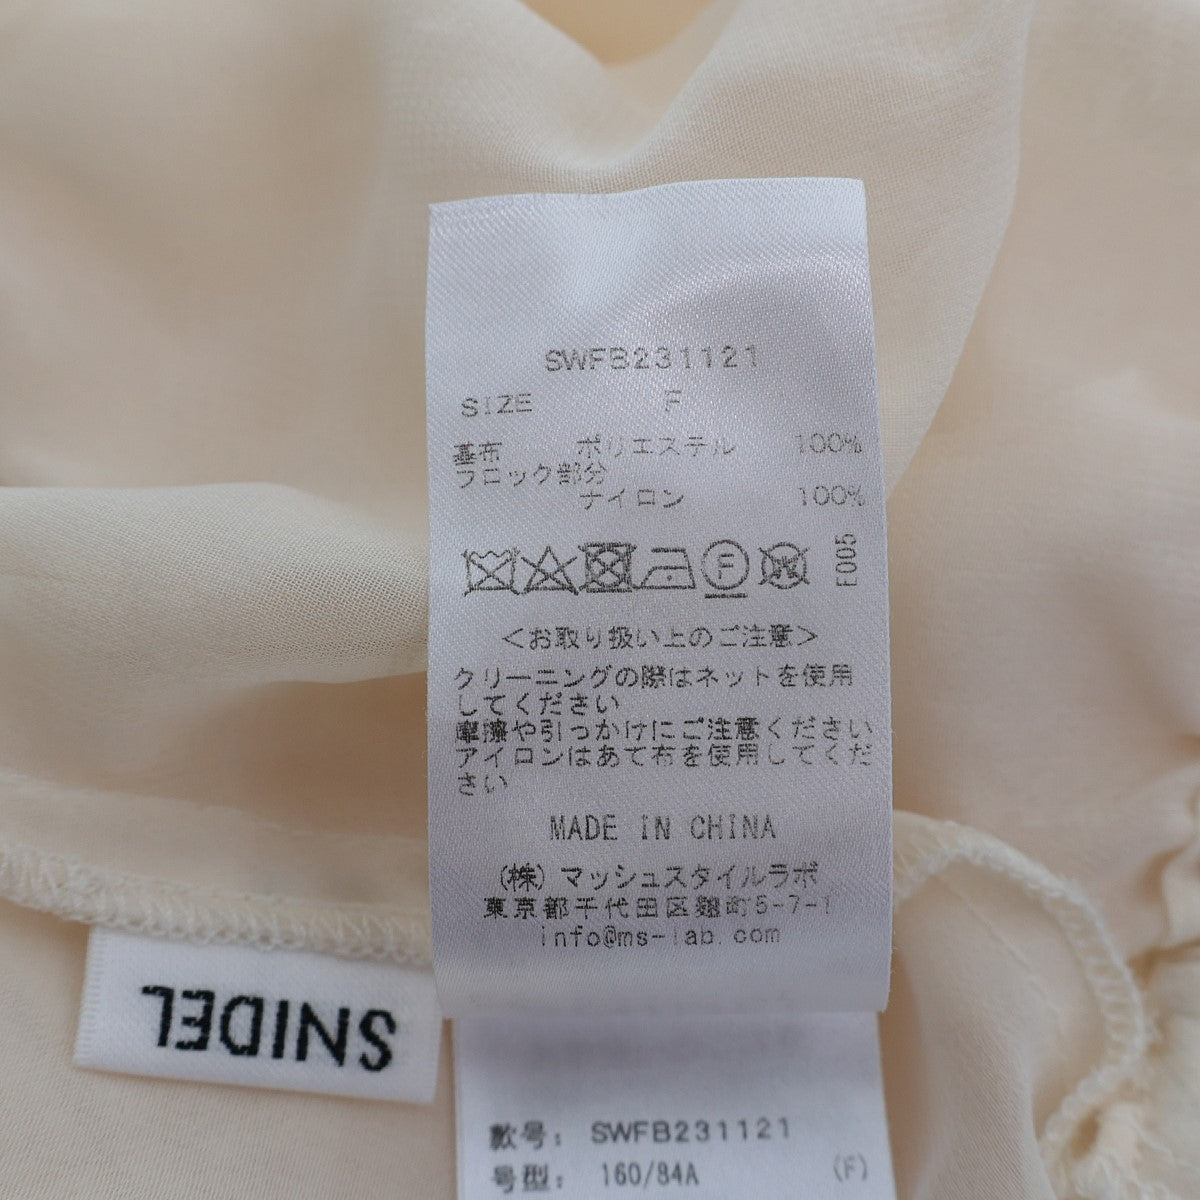 SWFB231121
SIZE F
基布 ポリエステル 100%
フロック部分
ナイロン 100%
F
E005
<お取り扱い上のご注意>
クリーニングの際はネットを使用
してください
摩擦や引っかけにご注意ください
アイロンはあて布を使用してくだ
さい
MADE IN CHINA
(株) マッシュスタイルラボ
東京都千代田区麹町5-7-1
info@ms-lab.com
SNIDEL
款号: SWFB231121
号型: 160/84A (F)